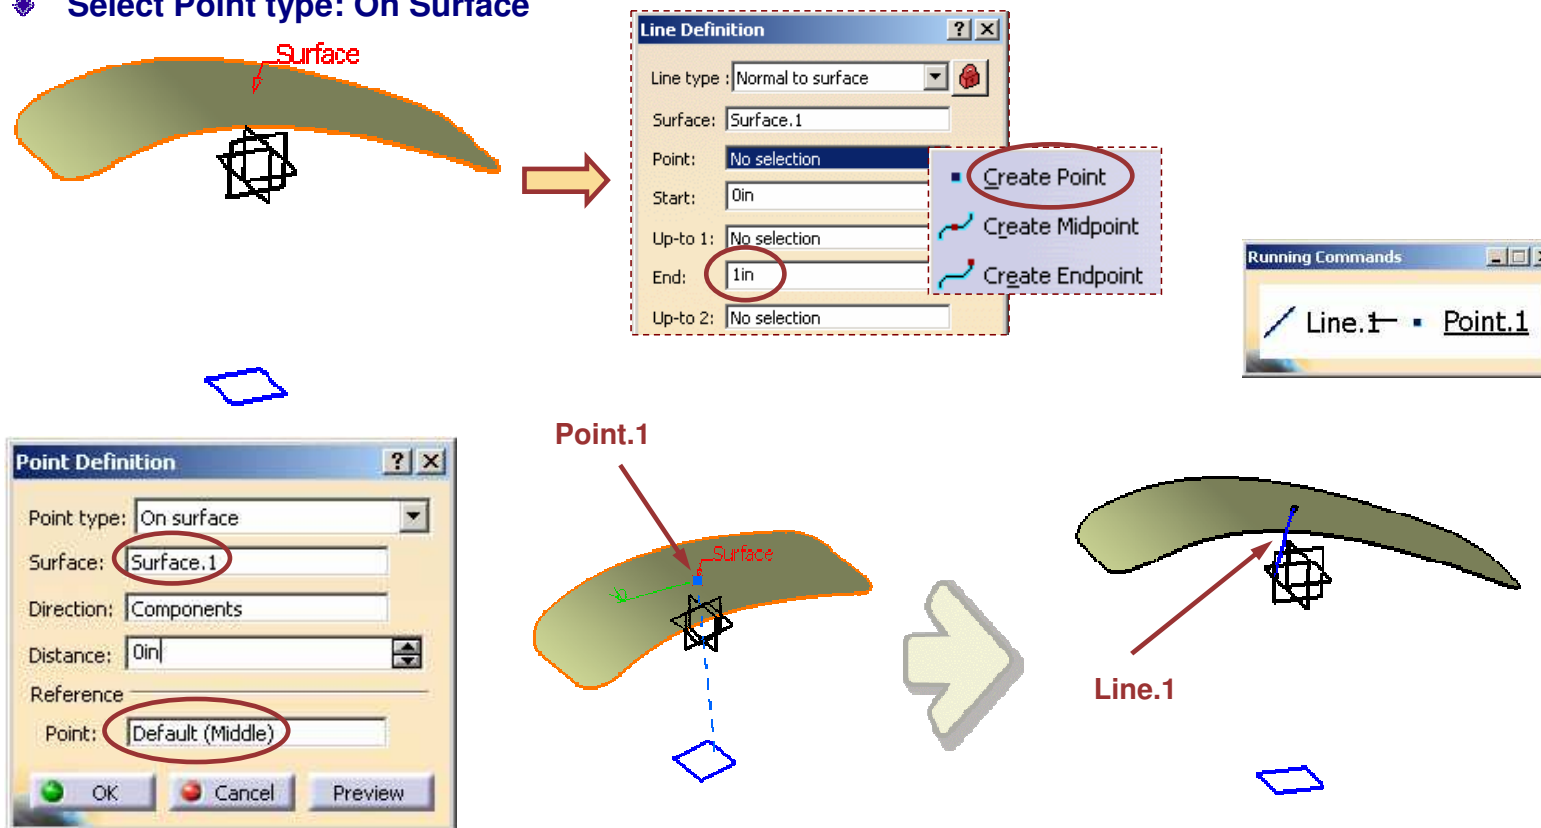 Select Point type: On Surface
Surface
Line Definition
Line type : Normal to surface
Surface: Surface.1
Point: No selection
Start: 0in
Up-to 1: No selection
End: 1in
Up-to 2: No selection
Create Point
Create Midpoint
Create Endpoint
Running Commands
Line.1 Point.1
Point Definition
Point type: On surface
Surface: Surface.1
Direction: Components
Distance: 0in
Reference
Point: Default (Middle)
OK Cancel Preview
Point.1
Surface
Line.1